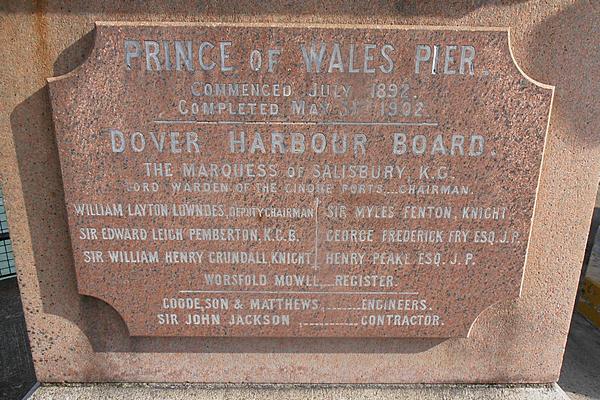 PRINCE OF WALES PIER.
COMMENCED JULY 1892.
COMPLETED MAY 31ST 1902
DOVER HARBOUR BOARD.
THE MARQUESS OF SALISBURY, K.G.
LORD WARDEN OF THE CINQUE PORTS....CHAIRMAN.
WILLIAM LAYTON LOWNDES, DEPUTY CHAIRMAN
SIR EDWARD LEIGH PEMBERTON, K.C.B.
SIR WILLIAM HENRY CRUNDALL KNIGHT
SIR MYLES FENTON, KNIGHT
GEORGE FREDERICK FRY ESQ. J.P.
HENRY PEAKE ESQ. J.P.
WORSFOLD MOWLL....REGISTER.
COODE, SON & MATTHEWS........ENGINEERS.
SIR JOHN JACKSON ............CONTRACTOR.